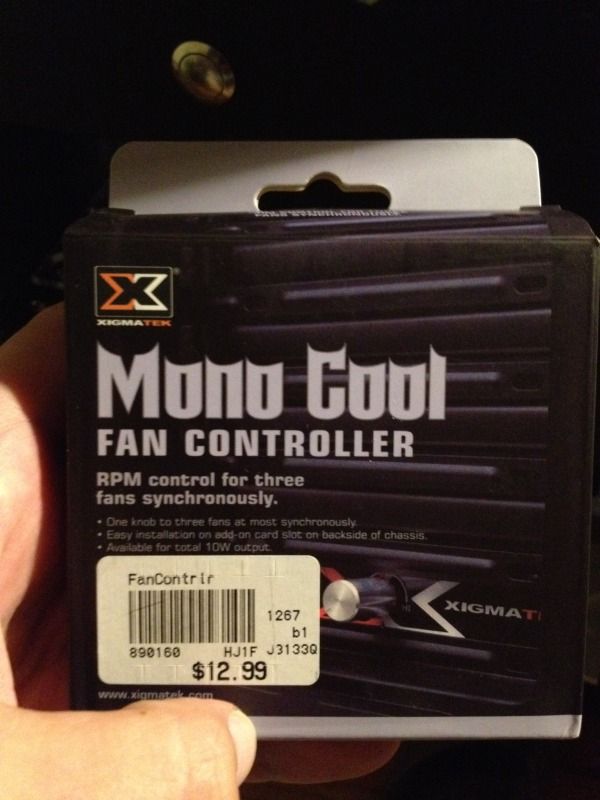 XIGMATEK
Mono Cool
FAN CONTROLLER
RPM control for three
fans synchronously.
• One knob to three fans at most synchronously.
• Easy installation on add-on card slot on backside of chassis.
• Available for total 10W output.
FanContrlr
1267
b1
890160 HJ1F J3133Q
$12.99
XIGMAT
www.xigmatek.com